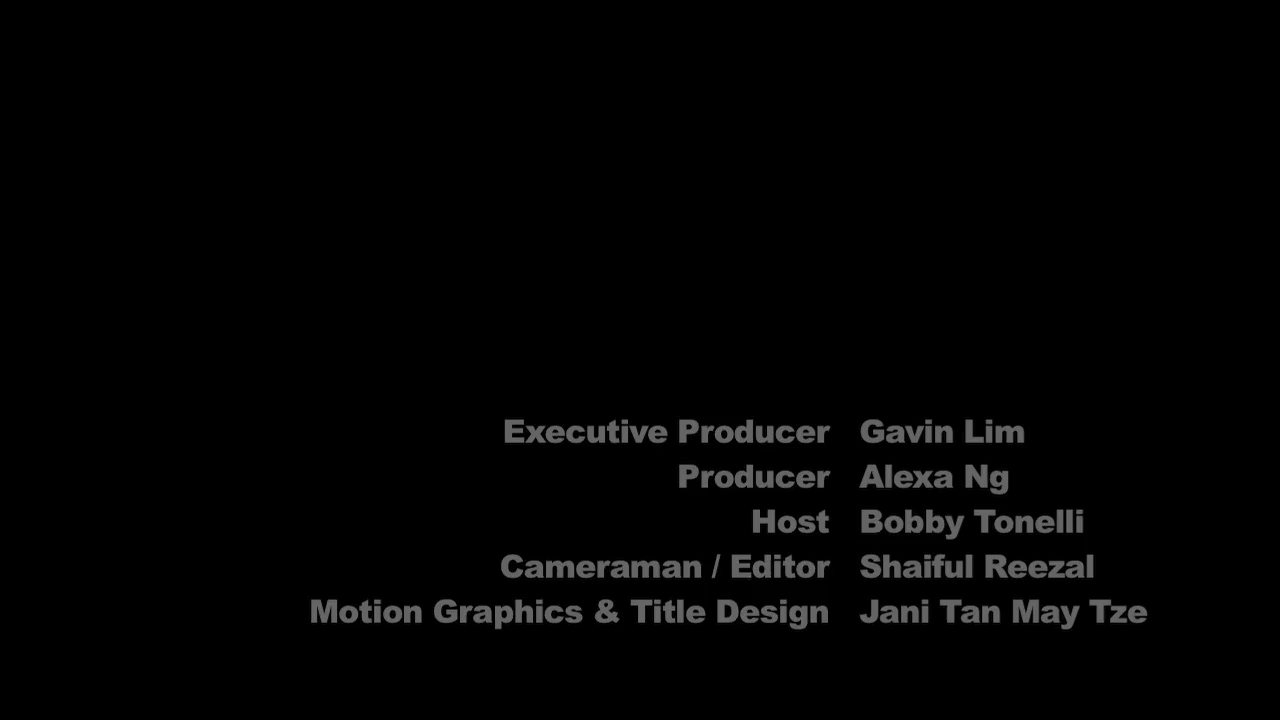 Executive Producer Gavin Lim
Producer Alexa Ng
Host Bobby Tonelli
Cameraman / Editor Shaiful Reezal
Motion Graphics & Title Design Jani Tan May Tze